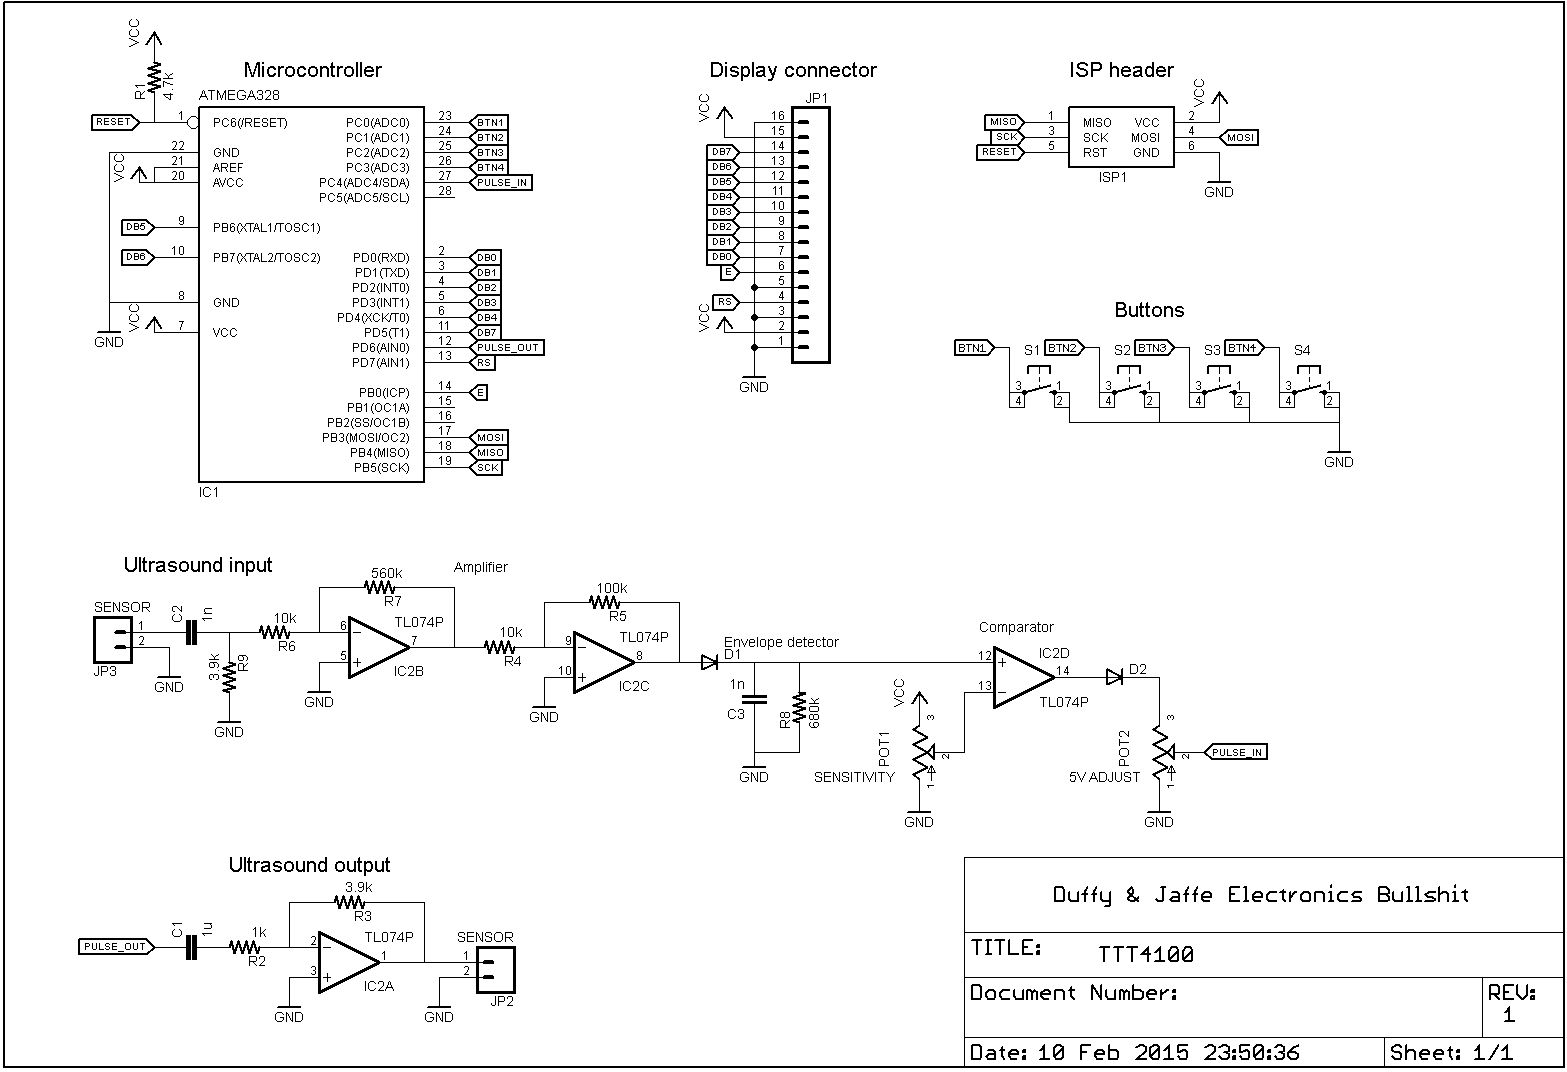 Microcontroller
VCC
R1
4.7k
ATMEGA328
RESET
1
PC6(/RESET)
22
GND
21
AREF
20
AVCC
VCC
DB5
9
PB6(XTAL1/TOSC1)
DB6
10
PB7(XTAL2/TOSC2)
8
GND
VCC
7
VCC
GND
PC0(ADC0)
23
BTN1
PC1(ADC1)
24
BTN2
PC2(ADC2)
25
BTN3
PC3(ADC3)
26
BTN4
PC4(ADC4/SDA)
27
PULSE_IN
PC5(ADC5/SCL)
28
PD0(RXD)
2
DB0
PD1(TXD)
3
DB1
PD2(INT0)
4
DB2
PD3(INT1)
5
DB3
PD4(XCK/T0)
6
DB4
PD5(T1)
11
DB7
PD6(AIN0)
12
PULSE_OUT
PD7(AIN1)
13
RS
PB0(ICP)
14
E
PB1(OC1A)
15
PB2(SS/OC1B)
16
PB3(MOSI/OC2)
17
MOSI
PB4(MISO)
18
MISO
PB5(SCK)
19
SCK
IC1
Display connector
JP1
VCC
16
15
DB7
14
DB6
13
DB5
12
DB4
11
DB3
10
DB2
9
DB1
8
DB0
7
E
6
5
RS
4
3
VCC
2
1
GND
ISP header
VCC
MISO
1
MISO
VCC
2
SCK
3
SCK
MOSI
4
MOSI
RESET
5
RST
GND
6
ISP1
GND
Buttons
BTN1
S1
3
1
4
2
BTN2
S2
3
1
4
2
BTN3
S3
3
1
4
2
BTN4
S4
3
1
4
2
GND
Ultrasound input
Amplifier
SENSOR
1
2
JP3
GND
C2
1n
3.9k
R9
GND
10k
R6
560k
R7
TL074P
6
7
5
IC2B
GND
10k
R4
100k
R5
TL074P
9
8
10
IC2C
GND
D1
Envelope detector
1n
C3
R8
680k
GND
Comparator
12
13
14
IC2D
TL074P
VCC
POT1
3
2
1
SENSITIVITY
GND
D2
POT2
3
2
1
5V ADJUST
PULSE_IN
GND
Ultrasound output
PULSE_OUT
C1
1u
1k
R2
3.9k
R3
TL074P
2
1
3
IC2A
GND
SENSOR
1
2
JP2
GND
Duffy & Jaffe Electronics Bullshit
TITLE: TTT4100
Document Number:
REV:
1
Date: 10 Feb 2015 23:50:36
Sheet: 1/1